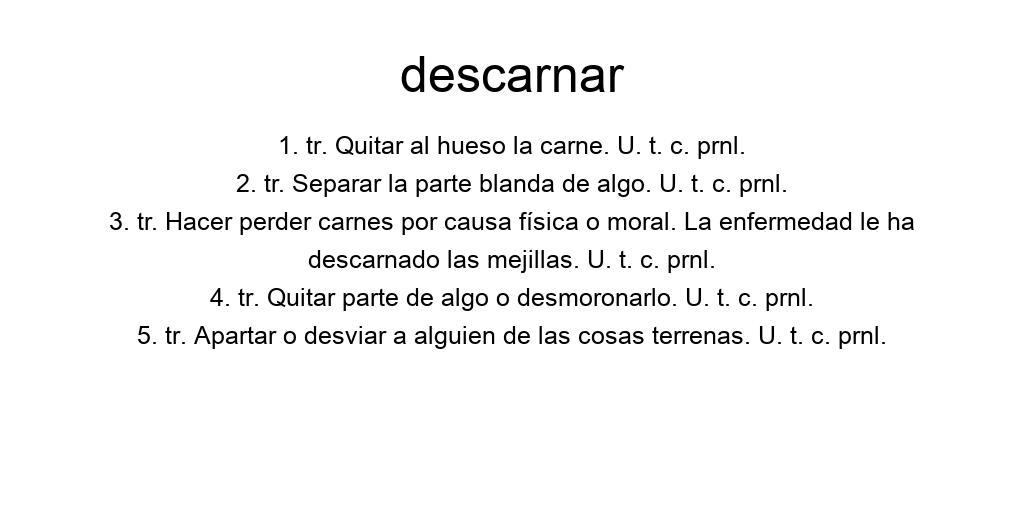 descarnar
1. tr. Quitar al hueso la carne. U. t. c. prnl.
2. tr. Separar la parte blanda de algo. U. t. c. prnl.
3. tr. Hacer perder carnes por causa física o moral. La enfermedad le ha
descarnado las mejillas. U. t. c. prnl.
4. tr. Quitar parte de algo o desmoronarlo. U. t. c. prnl.
5. tr. Apartar o desviar a alguien de las cosas terrenas. U. t. c. prnl.